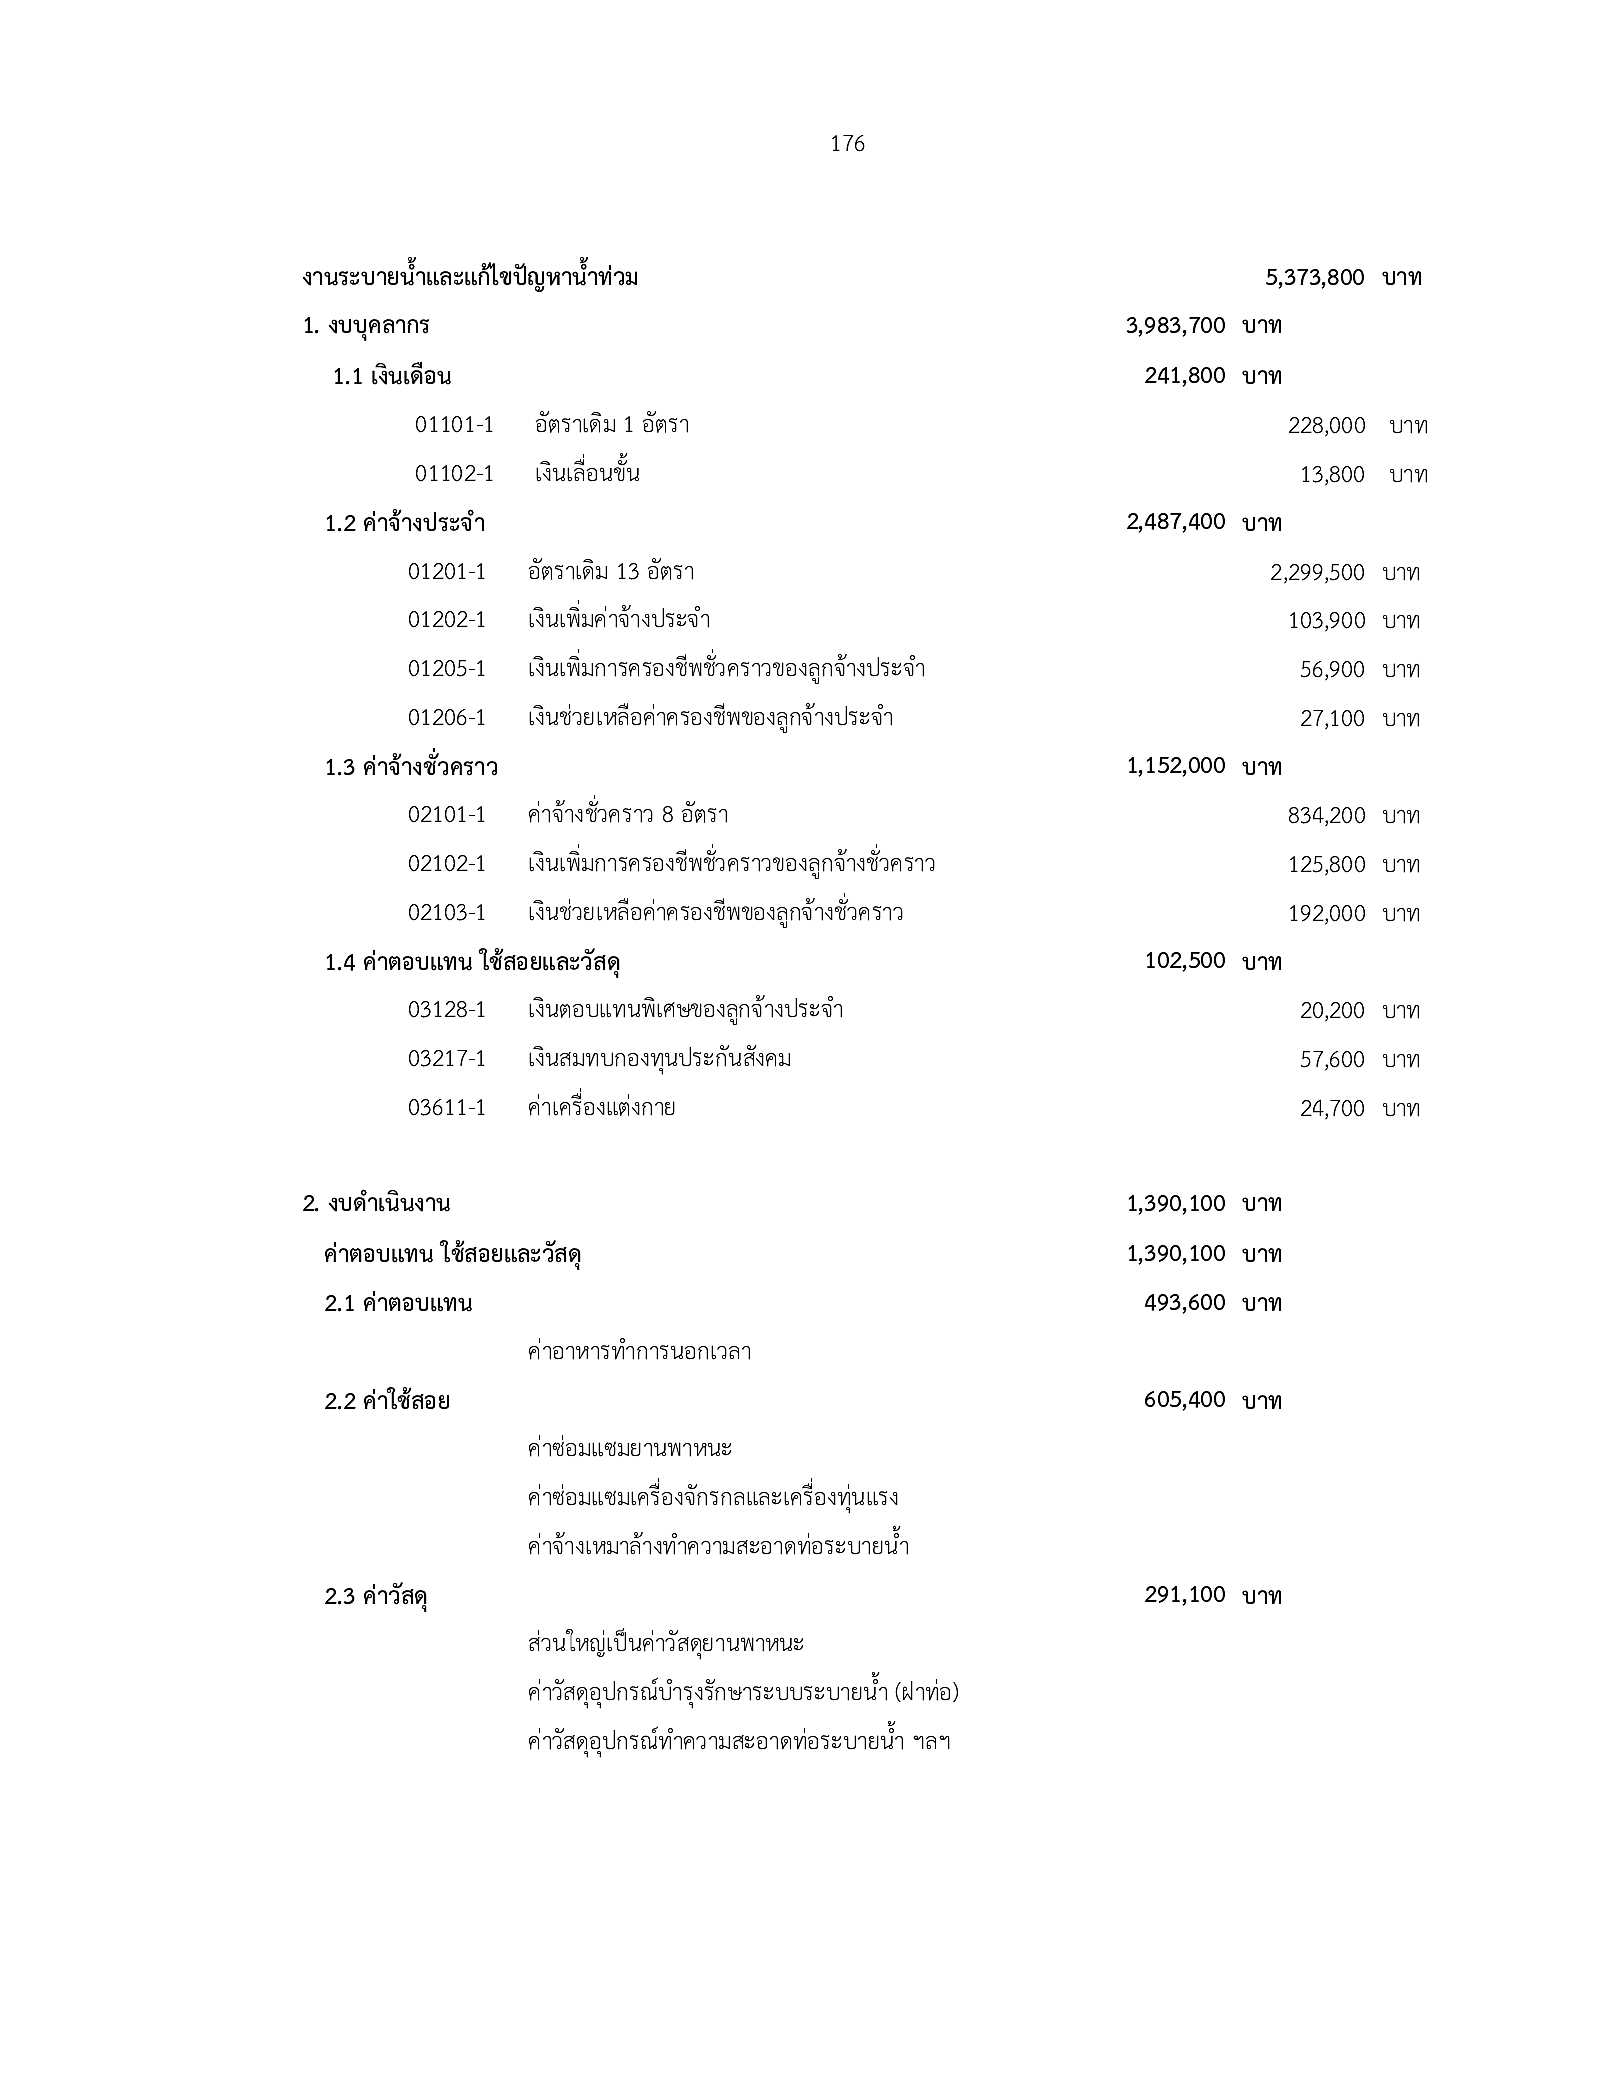 176
งานระบายน้ำและแก้ไขปัญหาน้ำท่วม 5,373,800 บาท
1. งบบุคลากร 3,983,700 บาท
1.1 เงินเดือน 241,800 บาท
01101-1 อัตราเดิม 1 อัตรา 228,000 บาท
01102-1 เงินเลื่อนขั้น 13,800 บาท
1.2 ค่าจ้างประจำ 2,487,400 บาท
01201-1 อัตราเดิม 13 อัตรา 2,299,500 บาท
01202-1 เงินเพิ่มค่าจ้างประจำ 103,900 บาท
01205-1 เงินเพิ่มการครองชีพชั่วคราวของลูกจ้างประจำ 56,900 บาท
01206-1 เงินช่วยเหลือค่าครองชีพของลูกจ้างประจำ 27,100 บาท
1.3 ค่าจ้างชั่วคราว 1,152,000 บาท
02101-1 ค่าจ้างชั่วคราว 8 อัตรา 834,200 บาท
02102-1 เงินเพิ่มการครองชีพชั่วคราวของลูกจ้างชั่วคราว 125,800 บาท
02103-1 เงินช่วยเหลือค่าครองชีพของลูกจ้างชั่วคราว 192,000 บาท
1.4 ค่าตอบแทน ใช้สอยและวัสดุ 102,500 บาท
03128-1 เงินตอบแทนพิเศษของลูกจ้างประจำ 20,200 บาท
03217-1 เงินสมทบกองทุนประกันสังคม 57,600 บาท
03611-1 ค่าเครื่องแต่งกาย 24,700 บาท
2. งบดำเนินงาน 1,390,100 บาท
ค่าตอบแทน ใช้สอยและวัสดุ 1,390,100 บาท
2.1 ค่าตอบแทน 493,600 บาท
ค่าอาหารทำการนอกเวลา
2.2 ค่าใช้สอย 605,400 บาท
ค่าซ่อมแซมยานพาหนะ
ค่าซ่อมแซมเครื่องจักรกลและเครื่องทุ่นแรง
ค่าจ้างเหมาล้างทำความสะอาดท่อระบายน้ำ
2.3 ค่าวัสดุ 291,100 บาท
ส่วนใหญ่เป็นค่าวัสดุยานพาหนะ
ค่าวัสดุอุปกรณ์บำรุงรักษาระบบระบายน้ำ (ฝาท่อ)
ค่าวัสดุอุปกรณ์ทำความสะอาดท่อระบายน้ำ ฯลฯ